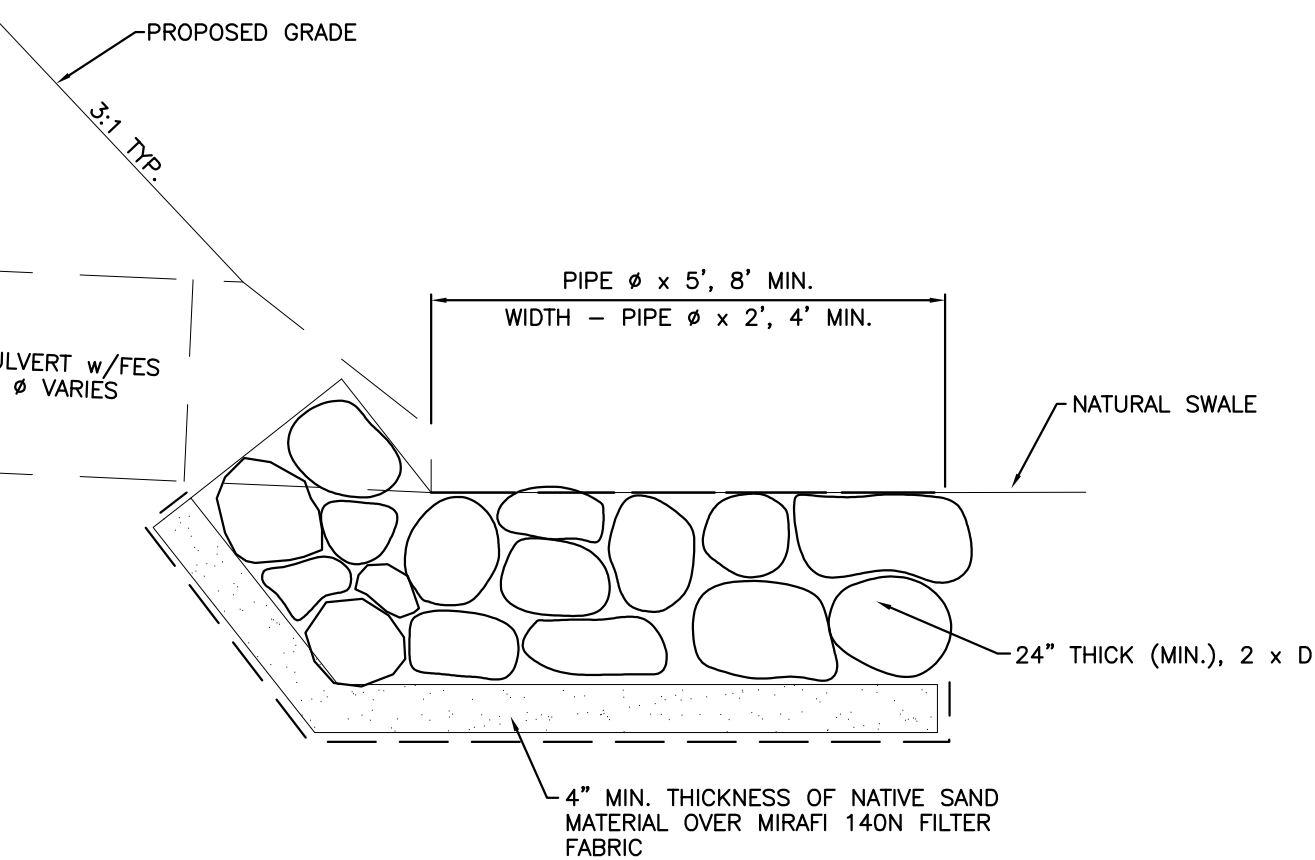 PROPOSED GRADE
3:1 TYP.
PIPE ø x 5', 8' MIN.
WIDTH – PIPE ø x 2', 4' MIN.
ULVERT w/FES
ø VARIES
NATURAL SWALE
24" THICK (MIN.), 2 x D
4" MIN. THICKNESS OF NATIVE SAND
MATERIAL OVER MIRAFI 140N FILTER
FABRIC